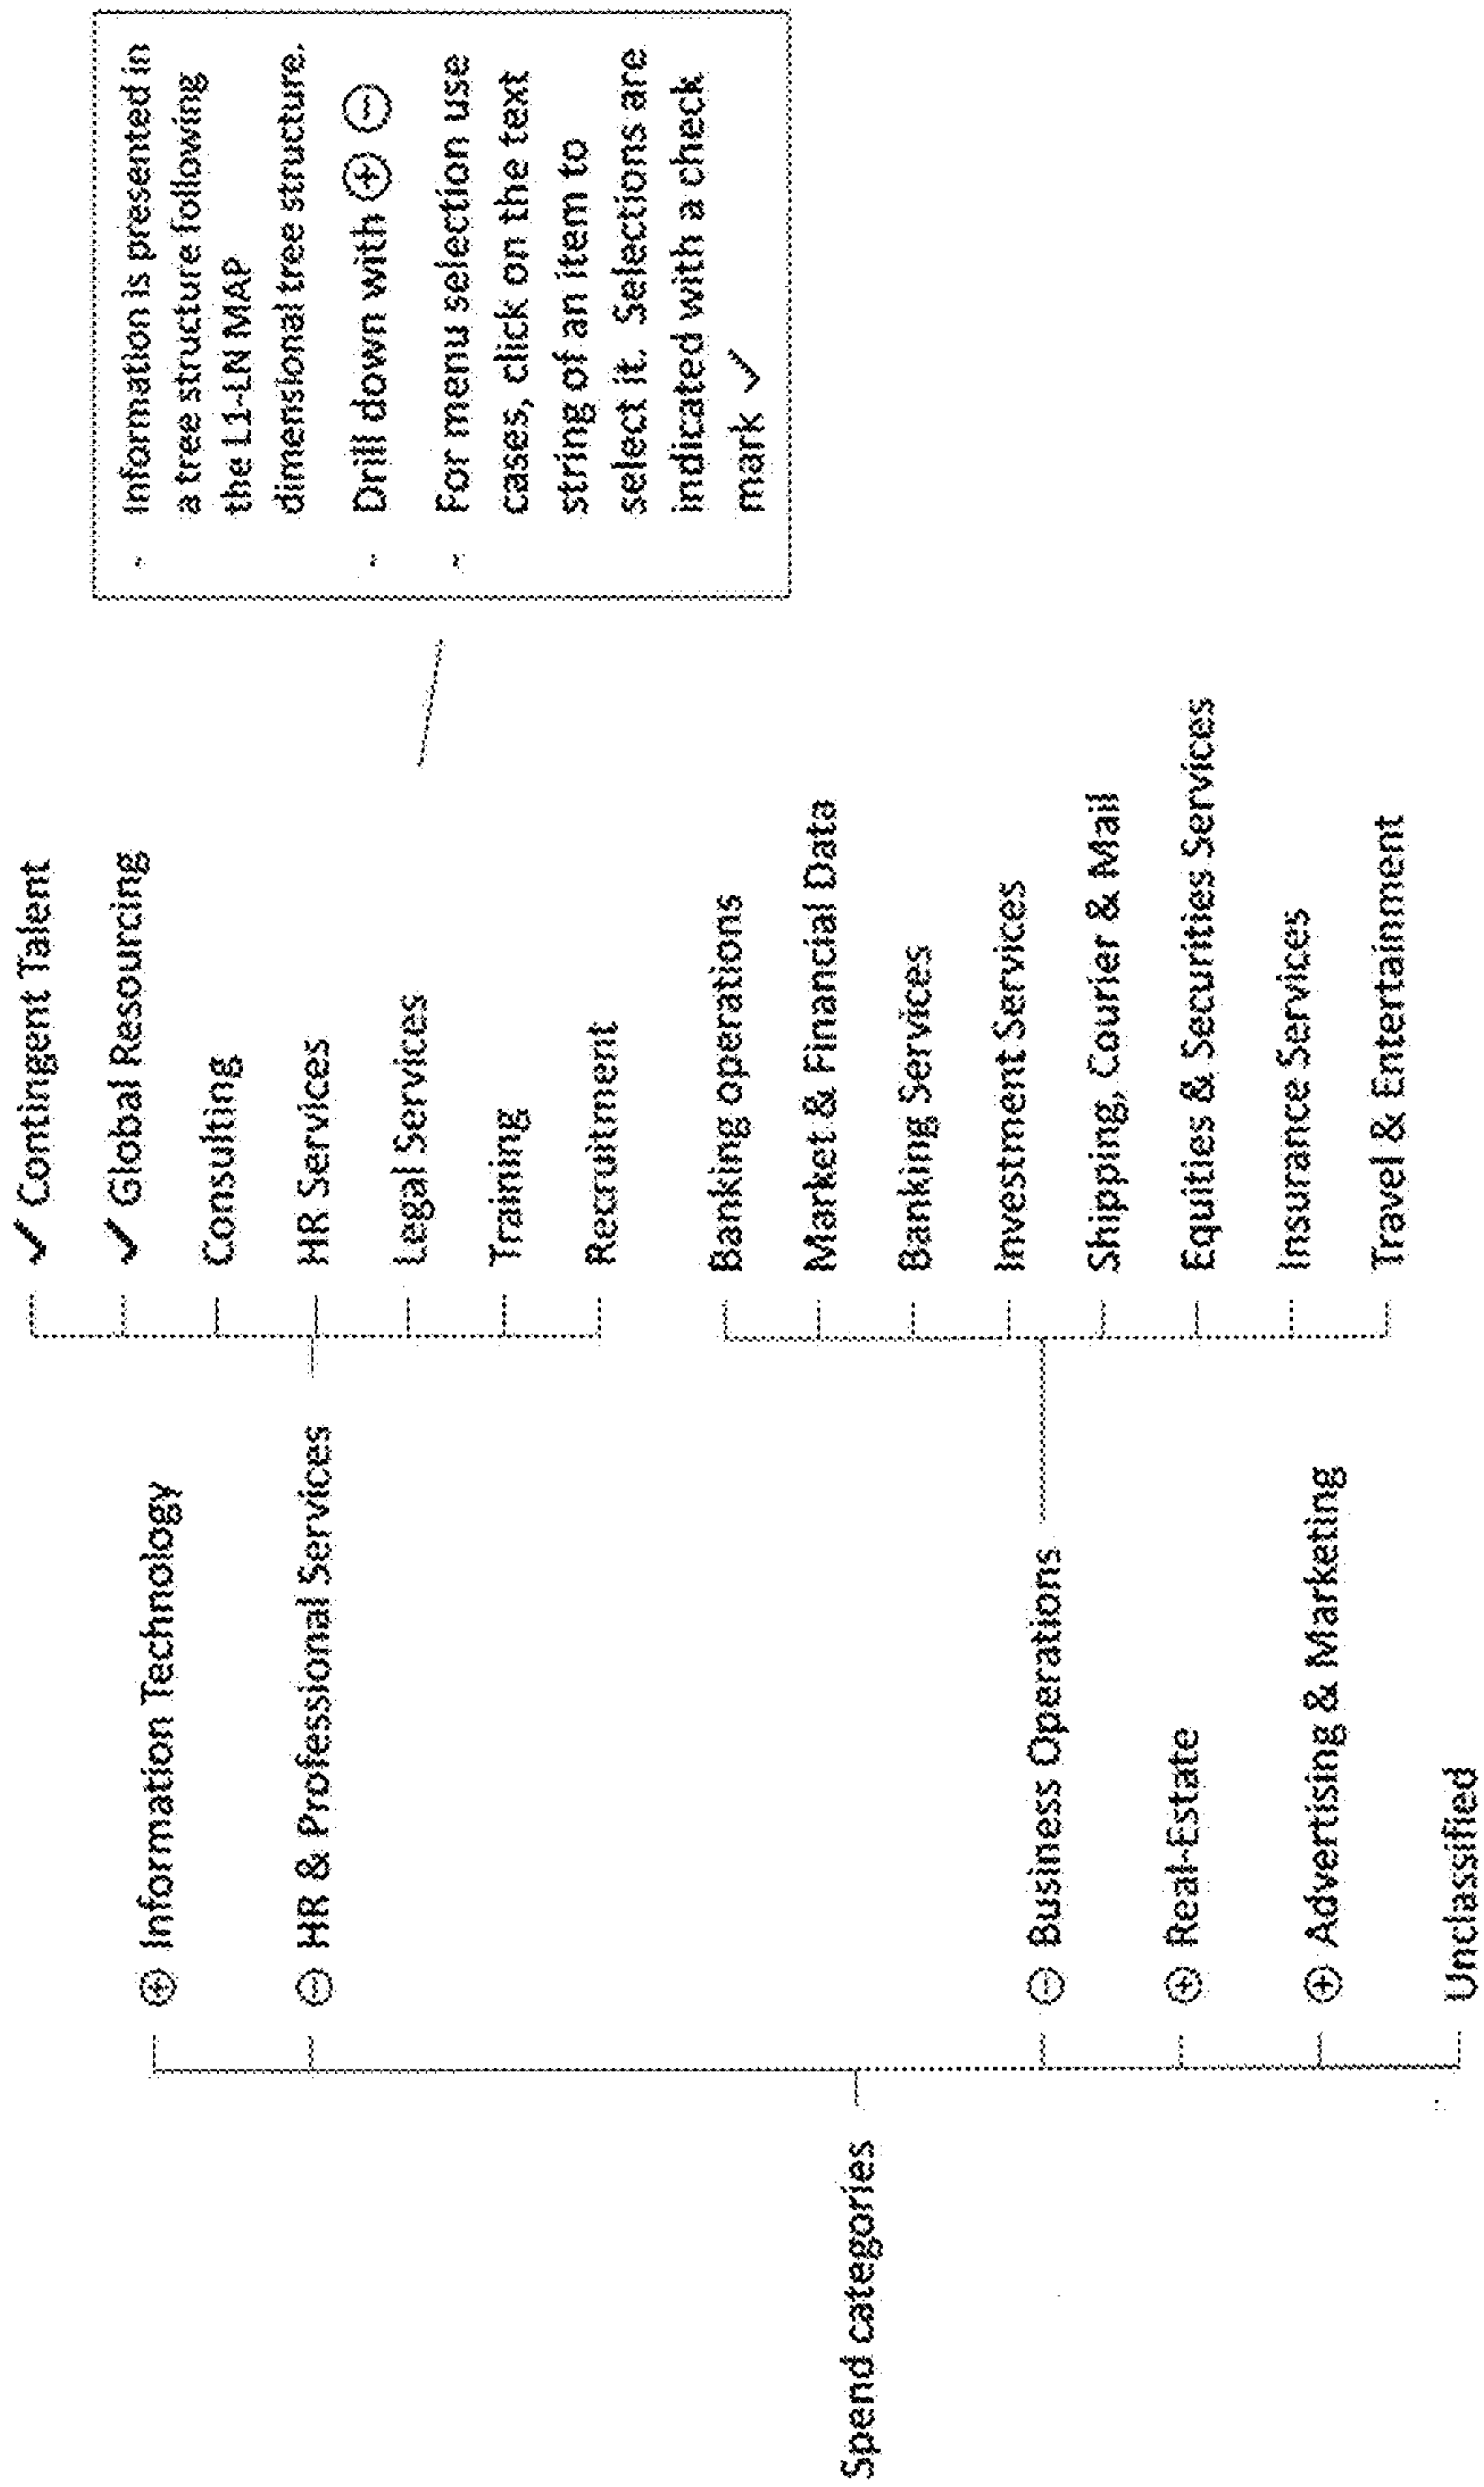 Spend categories
⊕ Information Technology
⊖ HR & Professional Services
✓ Contingent Talent
✓ Global Resourcing
Consulting
HR Services
Legal Services
Training
Recruitment
⊖ Business Operations
Banking operations
Market & Financial Data
Banking Services
Investment Services
Shipping, Courier & Mail
Equities & Securities Services
Insurance Services
Travel & Entertainment
⊕ Real-Estate
⊕ Advertising & Marketing
Unclassified
- Information is presented in
a tree structure following
the L1-LN MAP
dimensional tree structure.
- Drill down with ⊕ ⊖
- For menu selection use
cases, click on the text
string of an item to
select it. Selections are
indicated with a check
mark ✓